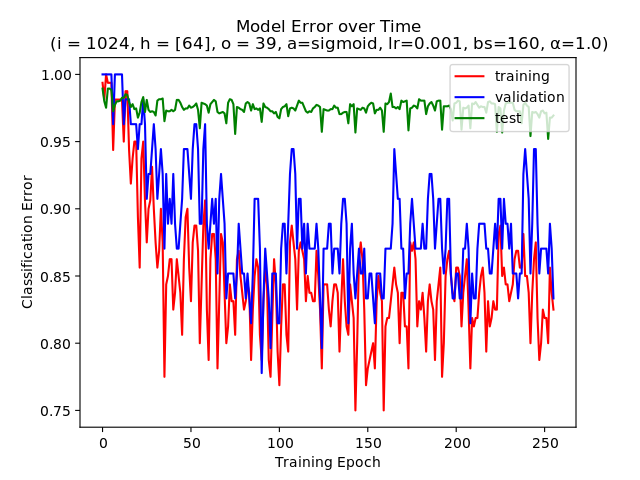 Model Error over Time
(i = 1024, h = [64], o = 39, a=sigmoid, lr=0.001, bs=160, α=1.0)
training
validation
test
Classification Error
1.00
0.95
0.90
0.85
0.80
0.75
0
50
100
150
200
250
Training Epoch